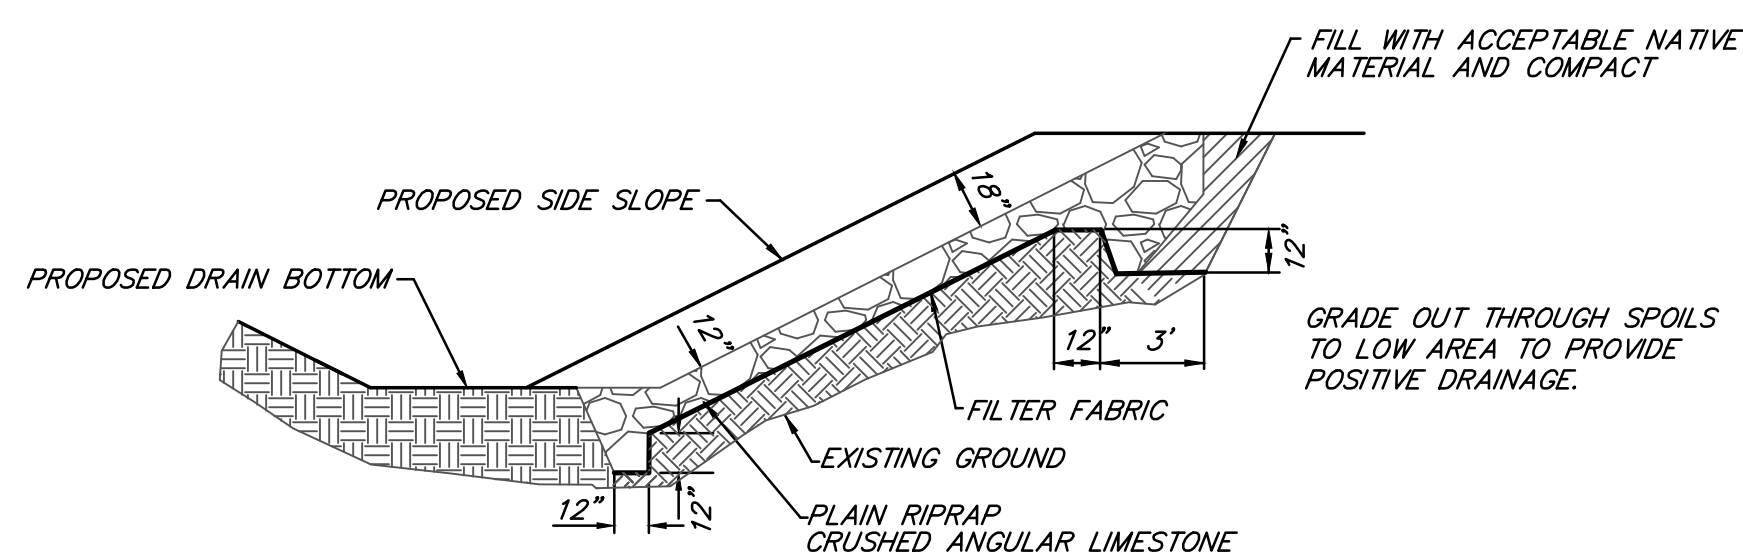 FILL WITH ACCEPTABLE NATIVE
MATERIAL AND COMPACT
PROPOSED SIDE SLOPE
18"
12"
PROPOSED DRAIN BOTTOM
12"
12"
3'
GRADE OUT THROUGH SPOILS
TO LOW AREA TO PROVIDE
POSITIVE DRAINAGE.
FILTER FABRIC
EXISTING GROUND
12"
12"
PLAIN RIPRAP
CRUSHED ANGULAR LIMESTONE